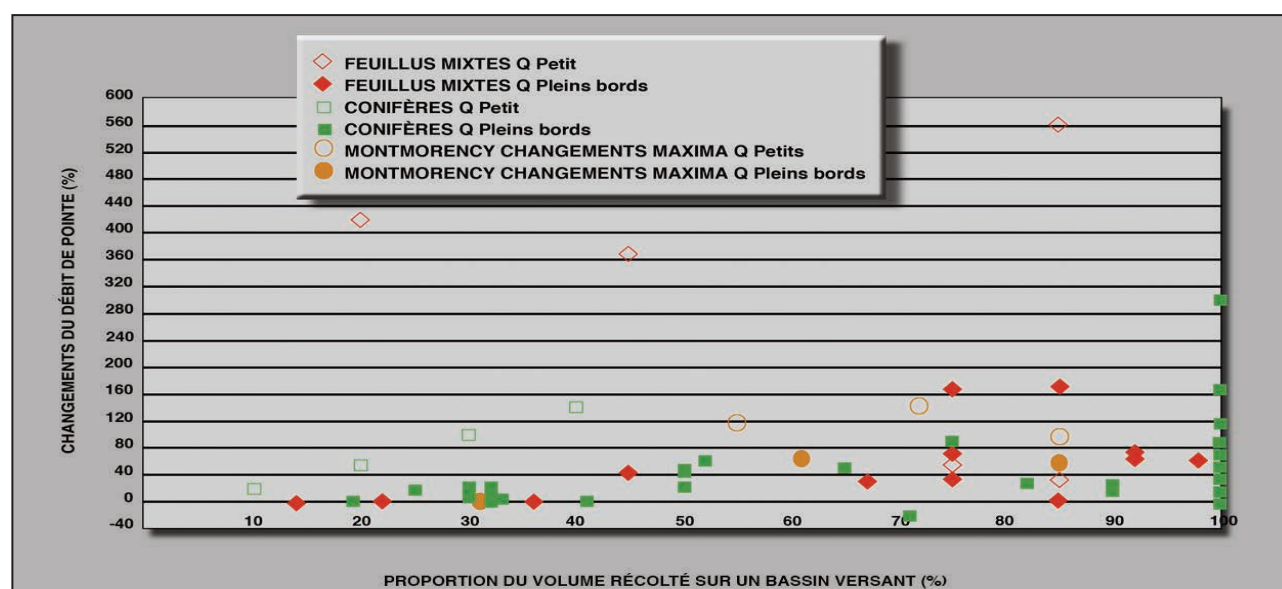 FEUILLUS MIXTES Q Petit
FEUILLUS MIXTES Q Pleins bords
CONIFÈRES Q Petit
CONIFÈRES Q Pleins bords
MONTMORENCY CHANGEMENTS MAXIMA Q Petits
MONTMORENCY CHANGEMENTS MAXIMA Q Pleins bords
CHANGEMENTS DU DÉBIT DE POINTE (%)
600
560
520
480
440
400
360
320
280
240
200
160
120
80
40
0
-40
10 20 30 40 50 60 70 80 90 100
PROPORTION DU VOLUME RÉCOLTÉ SUR UN BASSIN VERSANT (%)